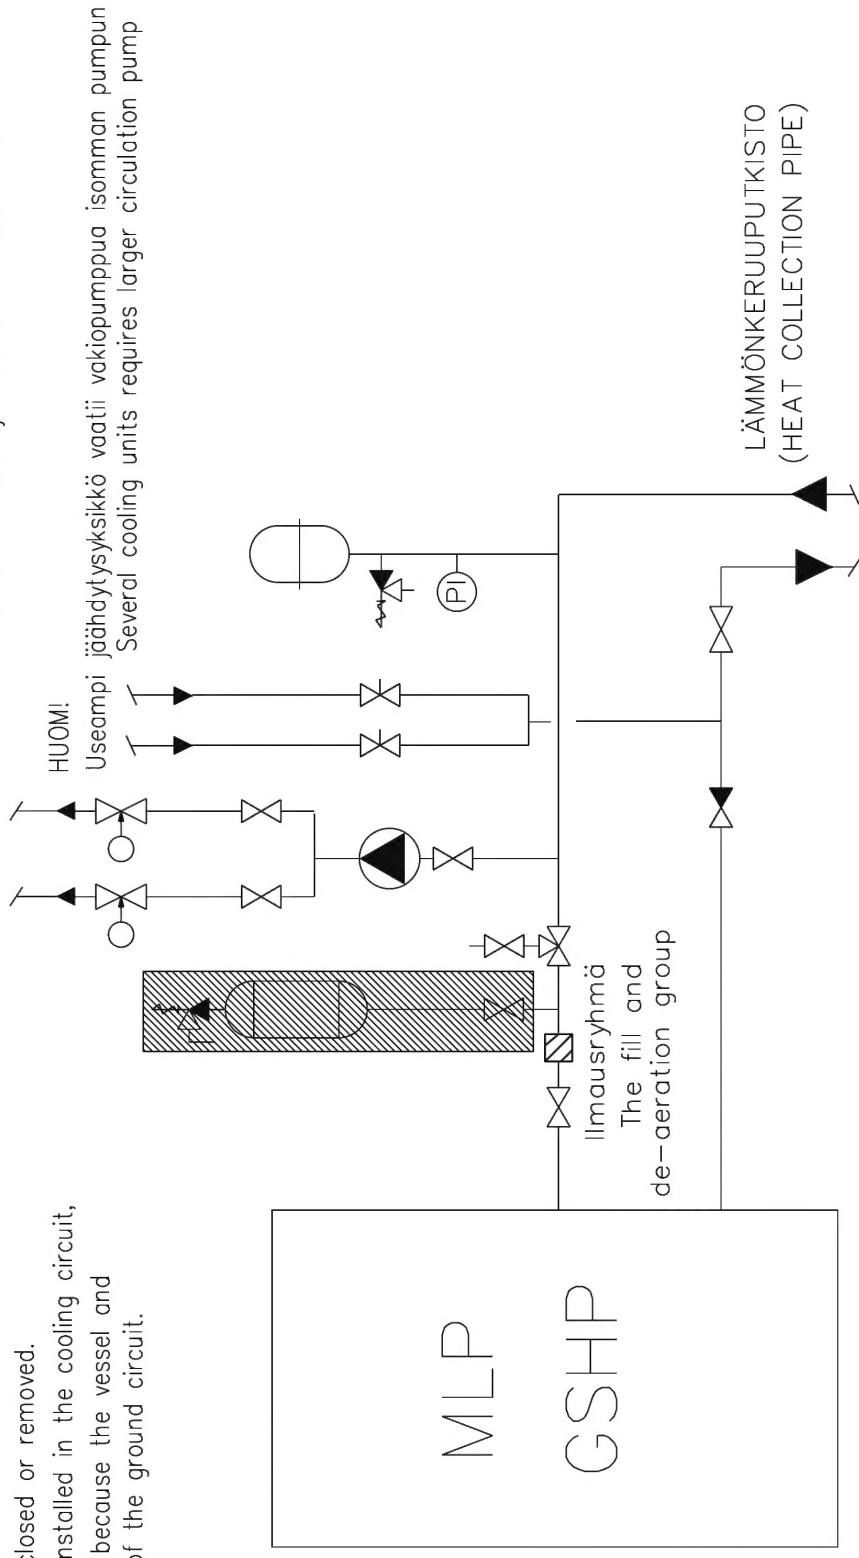 closed or removed.
nstalled in the cooling circuit,
because the vessel and
of the ground circuit.
HUOM!
Useampi jäähdytysyksikkö vaatii vakiopumppua isomman pumpun
Several cooling units requires larger circulation pump
PI
Ilmausryhmä
The fill and
de-aeration group
MLP
GSHP
LÄMMÖNKERUUPUTKISTO
(HEAT COLLECTION PIPE)